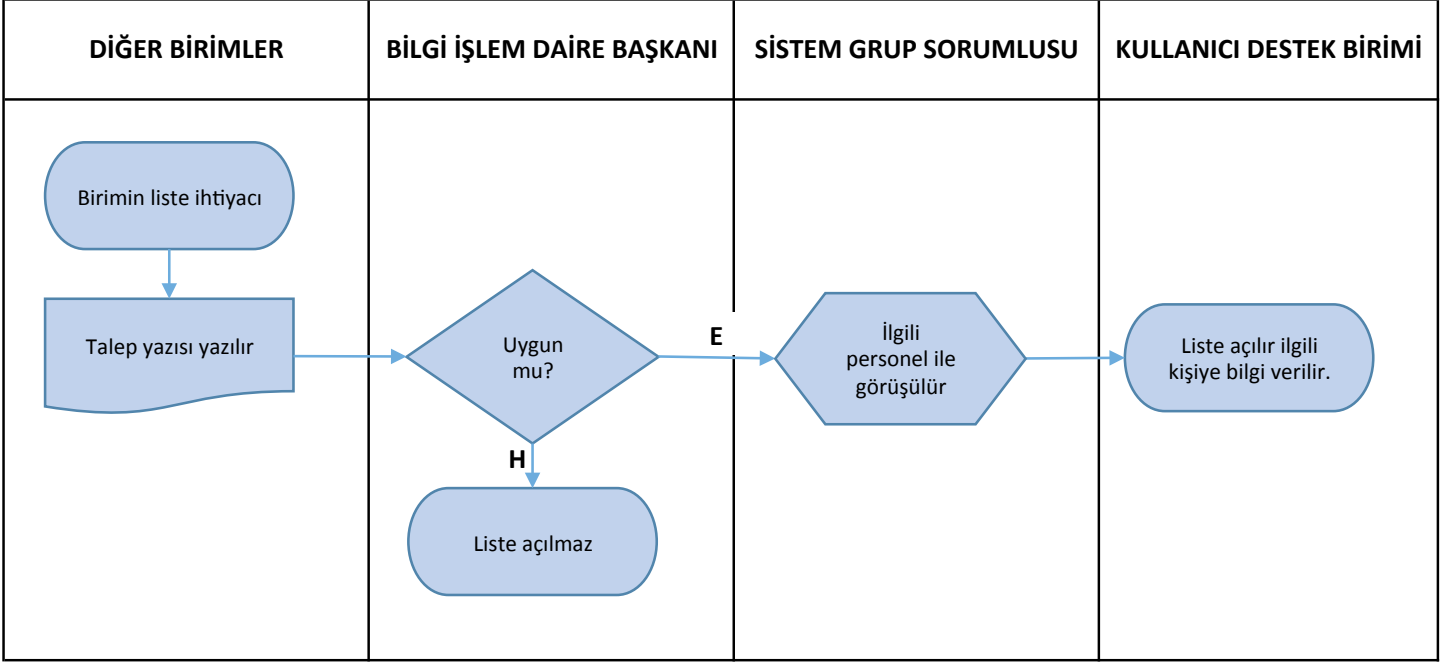 DİĞER BİRİMLER
BİLGİ İŞLEM DAİRE BAŞKANI
SİSTEM GRUP SORUMLUSU
KULLANICI DESTEK BİRİMİ
Birimin liste ihtiyacı
Talep yazısı yazılır
Uygun
mu?
E
H
Liste açılmaz
İlgili
personel ile
görüşülür
Liste açılır ilgili
kişiye bilgi verilir.